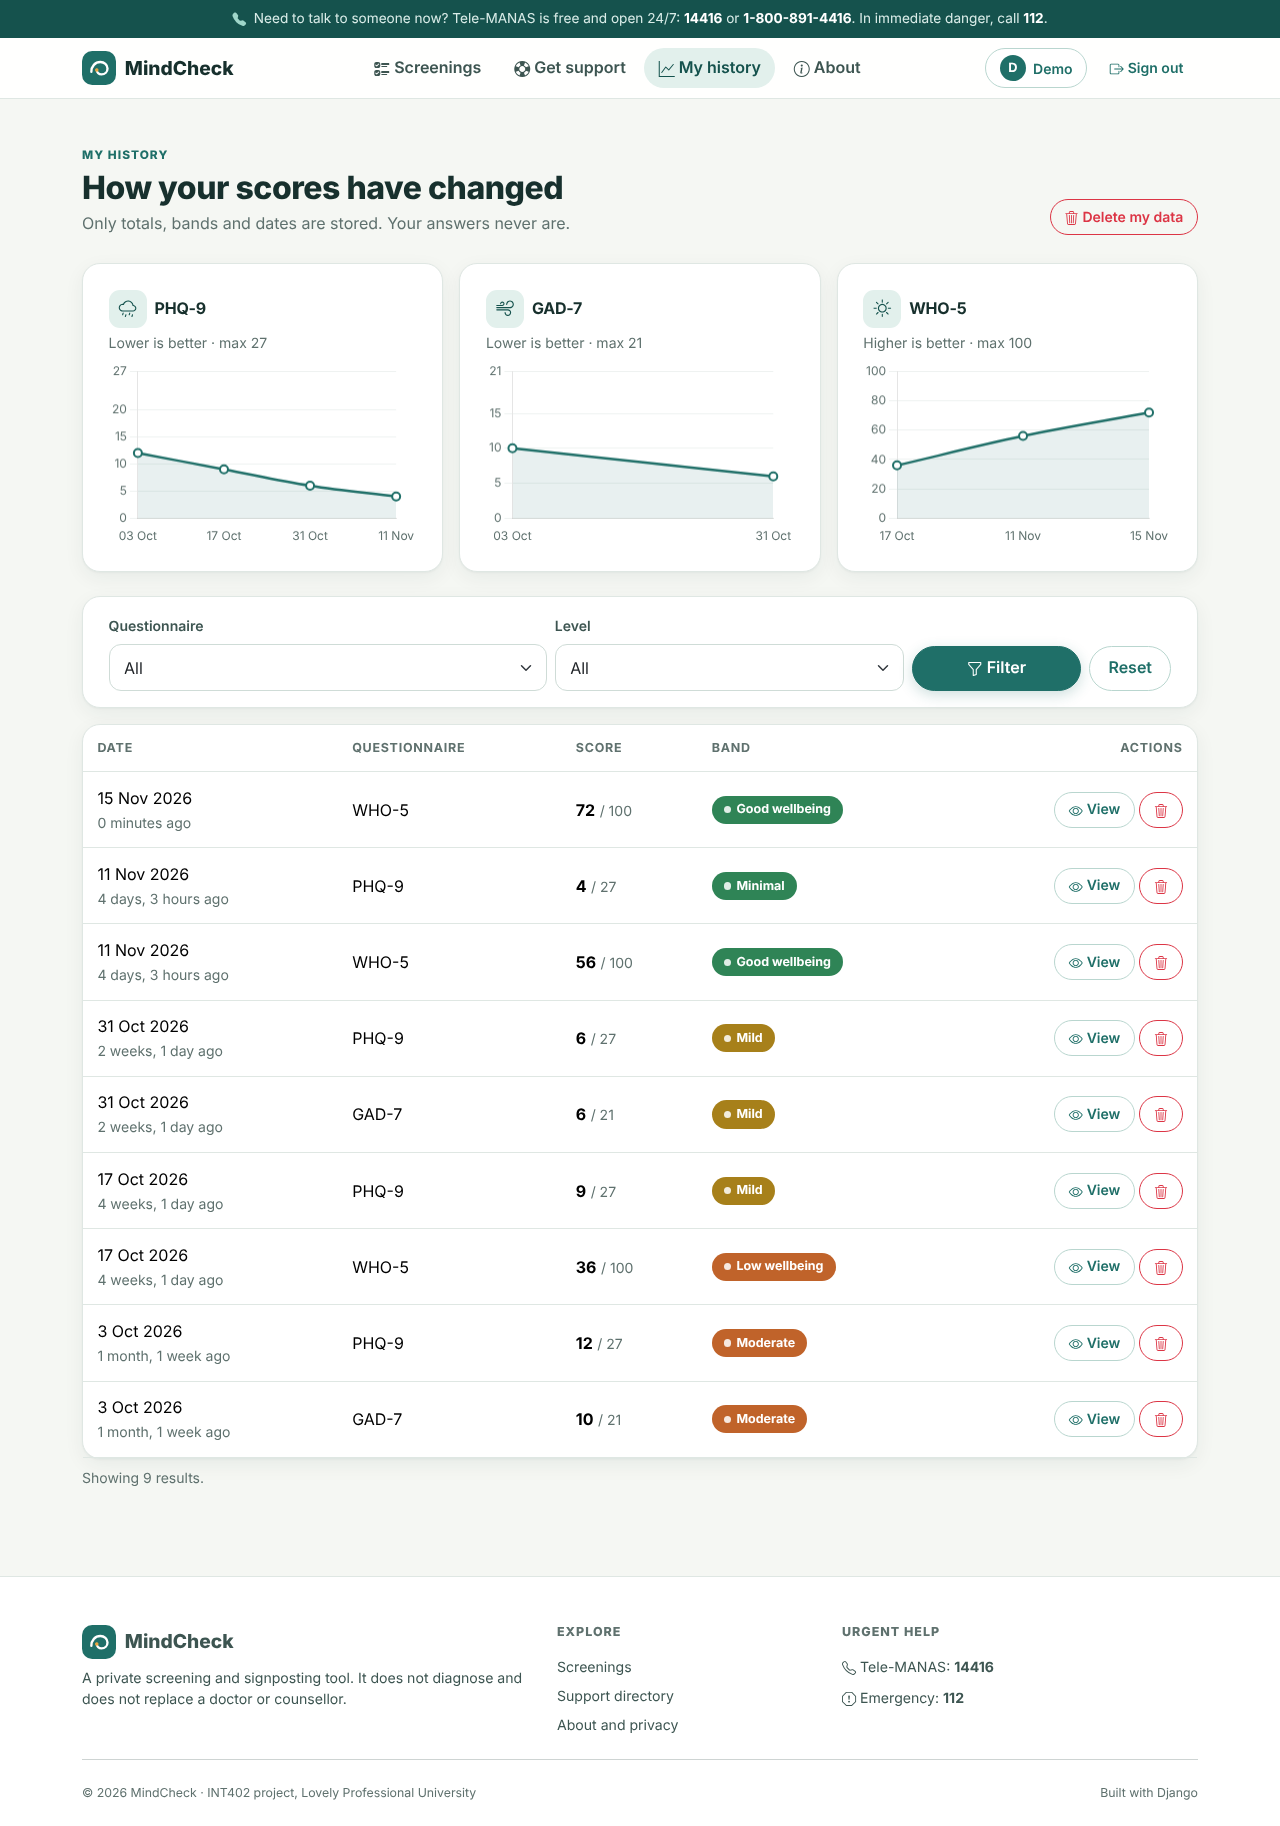 Need to talk to someone now? Tele-MANAS is free and open 24/7: 14416 or 1-800-891-4416. In immediate danger, call 112.
MindCheck
Screenings
Get support
My history
About
D
Demo
Sign out
MY HISTORY
How your scores have changed
Only totals, bands and dates are stored. Your answers never are.
Delete my data
PHQ-9
Lower is better · max 27
27
20
15
10
5
0
03 Oct
17 Oct
31 Oct
11 Nov
GAD-7
Lower is better · max 21
21
15
10
5
0
03 Oct
31 Oct
WHO-5
Higher is better · max 100
100
80
60
40
20
0
17 Oct
11 Nov
15 Nov
Questionnaire
All
Level
All
Filter
Reset
DATE QUESTIONNAIRE SCORE BAND ACTIONS
15 Nov 2026
0 minutes ago
WHO-5
72 / 100
Good wellbeing
View
11 Nov 2026
4 days, 3 hours ago
PHQ-9
4 / 27
Minimal
View
11 Nov 2026
4 days, 3 hours ago
WHO-5
56 / 100
Good wellbeing
View
31 Oct 2026
2 weeks, 1 day ago
PHQ-9
6 / 27
Mild
View
31 Oct 2026
2 weeks, 1 day ago
GAD-7
6 / 21
Mild
View
17 Oct 2026
4 weeks, 1 day ago
PHQ-9
9 / 27
Mild
View
17 Oct 2026
4 weeks, 1 day ago
WHO-5
36 / 100
Low wellbeing
View
3 Oct 2026
1 month, 1 week ago
PHQ-9
12 / 27
Moderate
View
3 Oct 2026
1 month, 1 week ago
GAD-7
10 / 21
Moderate
View
Showing 9 results.
MindCheck
A private screening and signposting tool. It does not diagnose and
does not replace a doctor or counsellor.
EXPLORE
Screenings
Support directory
About and privacy
URGENT HELP
Tele-MANAS: 14416
Emergency: 112
© 2026 MindCheck · INT402 project, Lovely Professional University
Built with Django